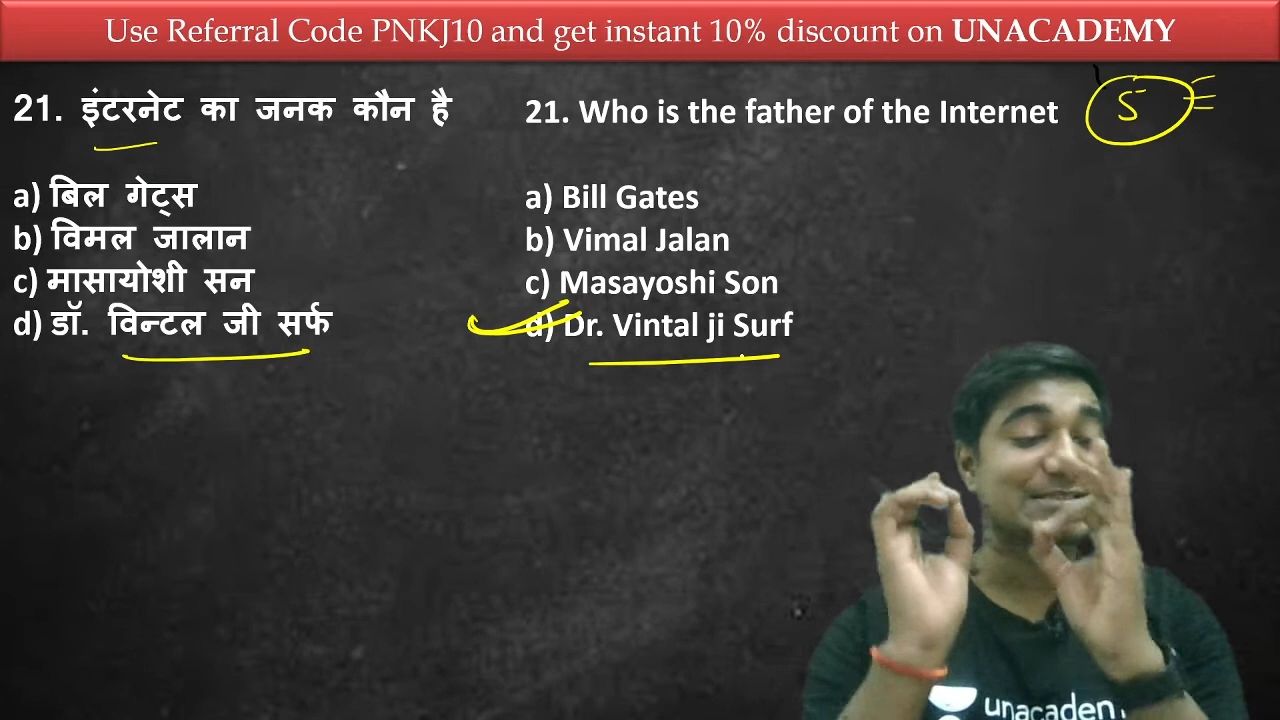 Use Referral Code PNKJ10 and get instant 10% discount on UNACADEMY
21. इंटरनेट का जनक कौन है
a) बिल गेट्स
b) विमल जालान
c) मासायोशी सन
d) डॉ. विन्टल जी सर्फ
21. Who is the father of the Internet
a) Bill Gates
b) Vimal Jalan
c) Masayoshi Son
d) Dr. Vintal ji Surf
unacadem